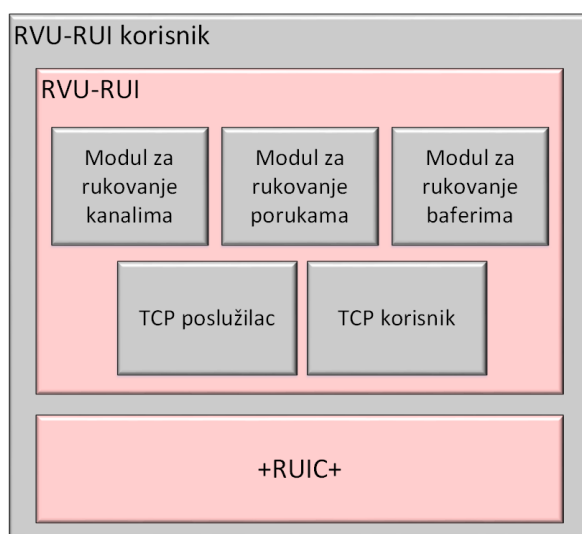 RVU-RUI korisnik
RVU-RUI
Modul za
rukovanje
kanalima
Modul za
rukovanje
porukama
Modul za
rukovanje
baferima
TCP poslužilac
TCP korisnik
+RUIC+